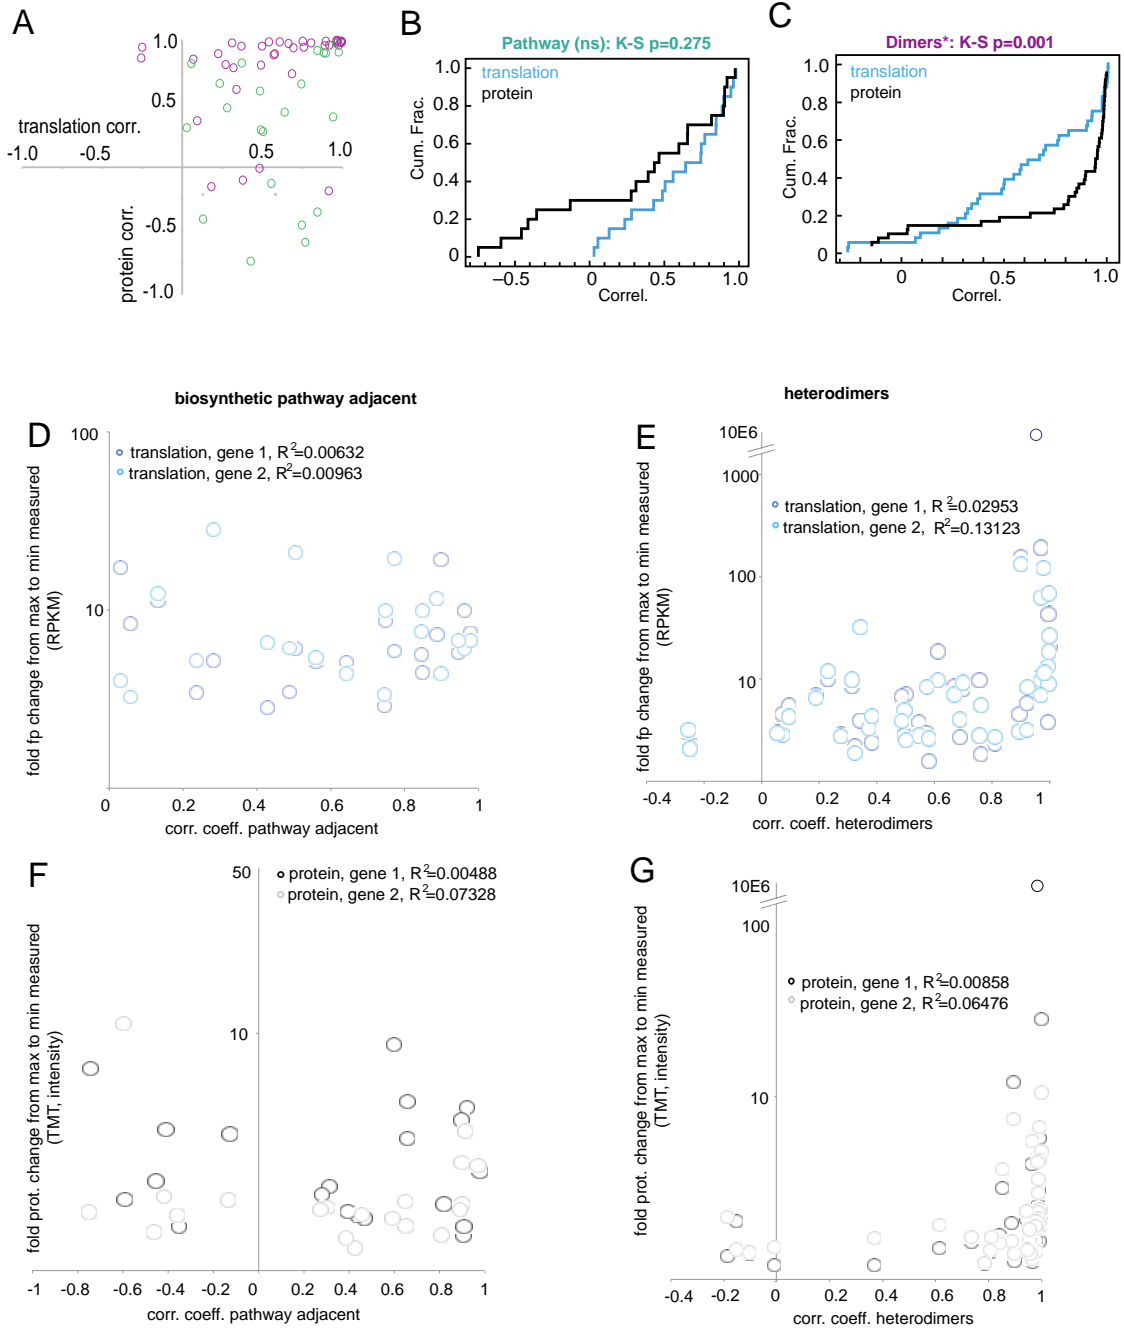 A
1.0
0.5
translation corr.
-1.0
-0.5
0.5
1.0
-0.5
-1.0
protein corr.
B
Pathway (ns): K-S p=0.275
translation
protein
Cum. Frac.
1.0
0.8
0.6
0.4
0.2
0
−0.5
0
0.5
1.0
Correl.
C
Dimers*: K-S p=0.001
translation
protein
Cum. Frac.
1.0
0.8
0.6
0.4
0.2
0
0
0.5
1.0
Correl.
biosynthetic pathway adjacent
heterodimers
D
translation, gene 1, R²=0.00632
translation, gene 2, R²=0.00963
fold fp change from max to min measured
(RPKM)
100
10
0
0.2
0.4
0.6
0.8
1
corr. coeff. pathway adjacent
E
translation, gene 1, R²=0.02953
translation, gene 2, R²=0.13123
fold fp change from max to min measured
(RPKM)
10E6
1000
100
10
-0.4
-0.2
0
0.2
0.4
0.6
0.8
1
corr. coeff. heterodimers
F
protein, gene 1, R²=0.00488
protein, gene 2, R²=0.07328
fold prot. change from max to min measured
(TMT, intensity)
50
10
-1
-0.8
-0.6
-0.4
-0.2
0
0.2
0.4
0.6
0.8
1
corr. coeff. pathway adjacent
G
protein, gene 1, R²=0.00858
protein, gene 2, R²=0.06476
fold prot. change from max to min measured
(TMT, intensity)
10E6
100
10
-0.4
-0.2
0
0.2
0.4
0.6
0.8
1
corr. coeff. heterodimers